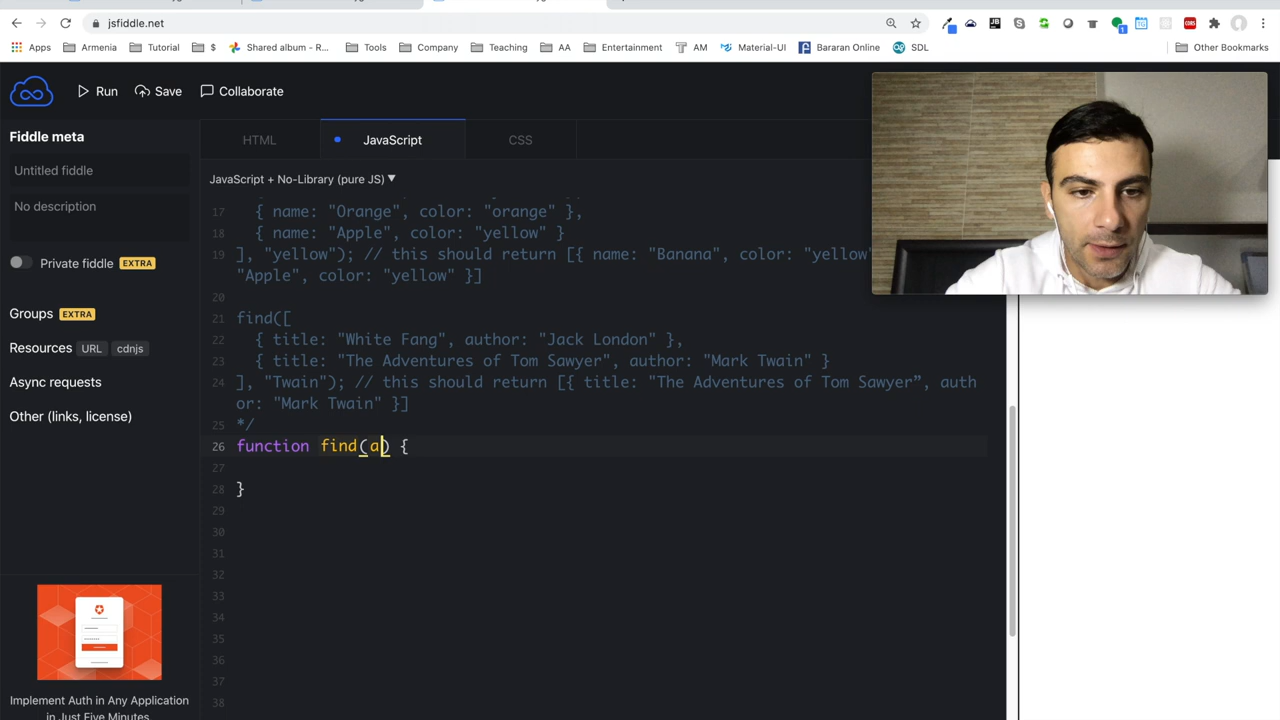 jsfiddle.net
Apps Armenia Tutorial $ Shared album - R... Tools Company Teaching AA Entertainment AM Material-UI Bararan Online SDL Other Bookmarks
Run Save Collaborate
Fiddle meta
Untitled fiddle
No description
Private fiddle EXTRA
Groups EXTRA
Resources URL cdnjs
Async requests
Other (links, license)
Implement Auth in Any Application
in Just Five Minutes
HTML JavaScript CSS
JavaScript + No-Library (pure JS) ▼
17 { name: "Orange", color: "orange" },
18 { name: "Apple", color: "yellow" }
19 ], "yellow"); // this should return [{ name: "Banana", color: "yellow"
"Apple", color: "yellow" }]
20
21 find([
22 { title: "White Fang", author: "Jack London" },
23 { title: "The Adventures of Tom Sawyer", author: "Mark Twain" }
24 ], "Twain"); // this should return [{ title: "The Adventures of Tom Sawyer”, auth
or: "Mark Twain" }]
25 */
26 function find(a) {
27
28 }
29
30
31
32
33
34
35
36
37
38